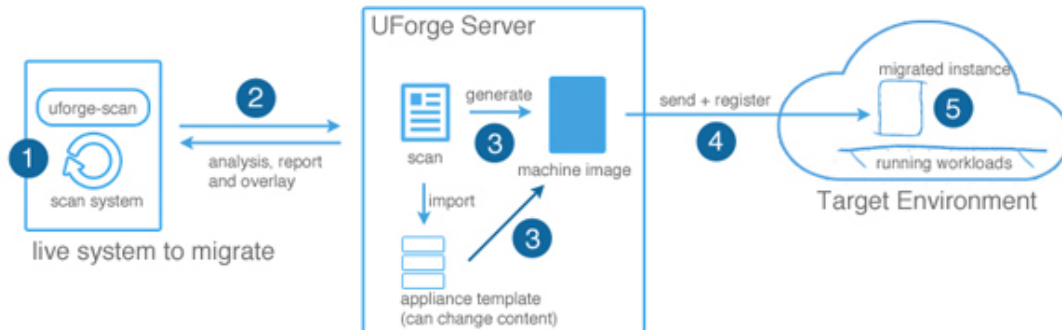 UForge Server
uforge-scan
1
scan system
live system to migrate
2
analysis, report
and overlay
scan
generate
3
machine image
import
3
appliance template
(can change content)
send + register
4
migrated instance
5
running workloads
Target Environment